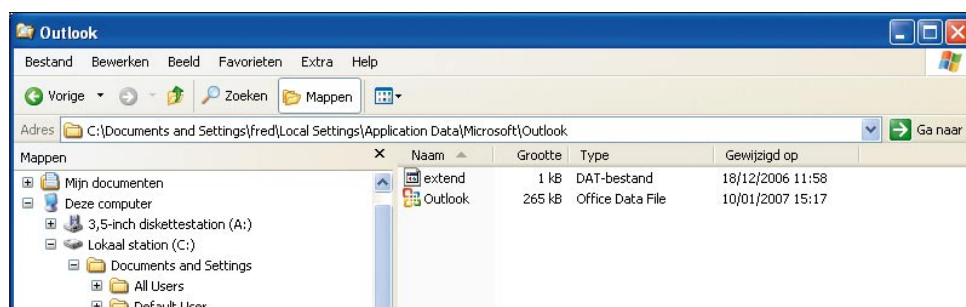 Outlook
Bestand Bewerken Beeld Favorieten Extra Help
Vorige Zoeken Mappen
Adres C:\Documents and Settings\fred\Local Settings\Application Data\Microsoft\Outlook Ga naar
Mappen
Naam Grootte Type Gewijzigd op
Mijn documenten
Deze computer
3,5-inch diskettestation (A:)
Lokaal station (C:)
Documents and Settings
All Users
Default User
extend 1 kB DAT-bestand 18/12/2006 11:58
Outlook 265 kB Office Data File 10/01/2007 15:17